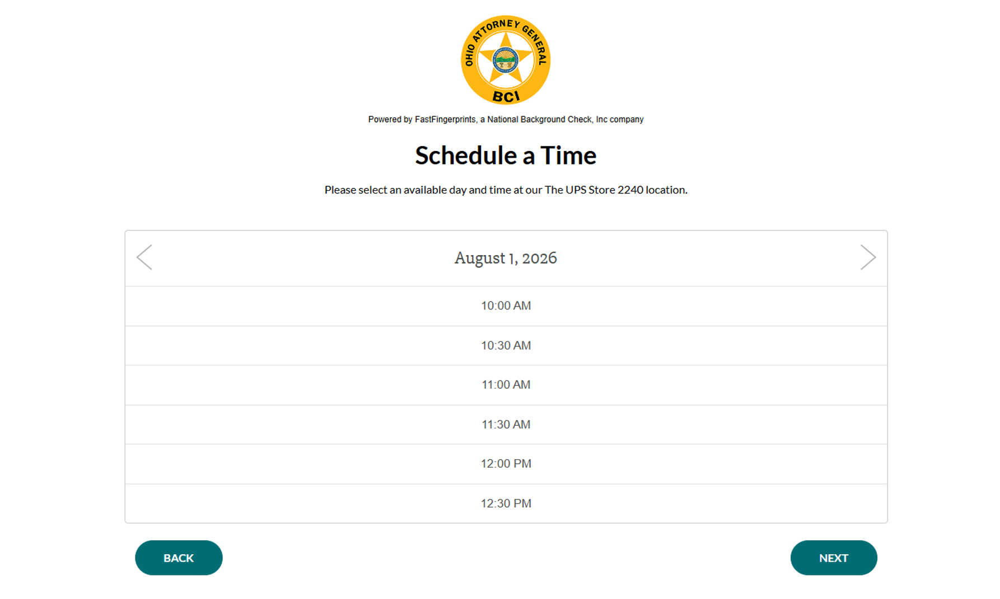 OHIO ATTORNEY GENERAL
BCI
Powered by FastFingerprints, a National Background Check, Inc company
Schedule a Time
Please select an available day and time at our The UPS Store 2240 location.
August 1, 2026
10:00 AM
10:30 AM
11:00 AM
11:30 AM
12:00 PM
12:30 PM
BACK
NEXT